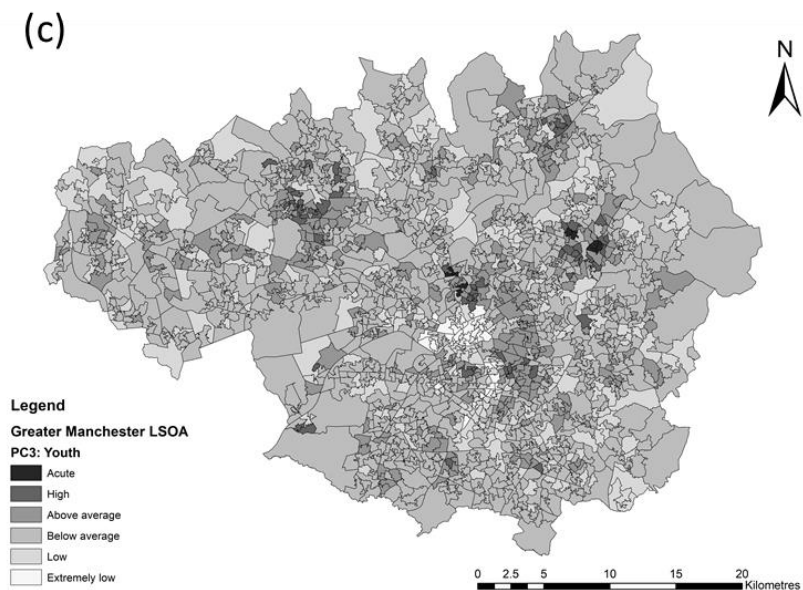 (c)
N
Legend
Greater Manchester LSOA
PC3: Youth
Acute
High
Above average
Below average
Low
Extremely low
0 2.5 5 10 15 20
Kilometres